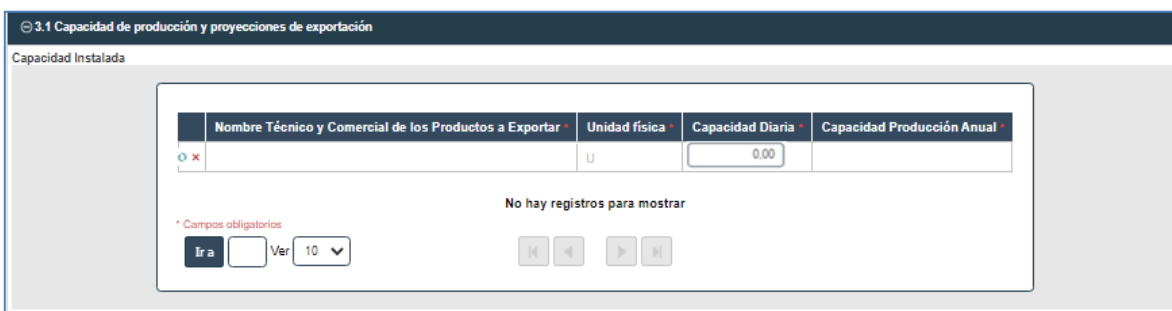 3.1 Capacidad de producción y proyecciones de exportación
Capacidad Instalada
Nombre Técnico y Comercial de los Productos a Exportar * Unidad física * Capacidad Diaria * Capacidad Producción Anual *
U 0,00
No hay registros para mostrar
* Campos obligatorios
Ir a Ver 10